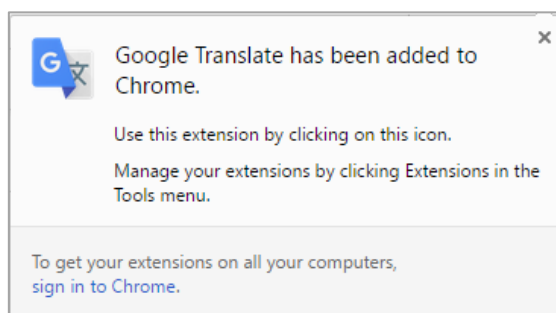 Google Translate has been added to
Chrome.
Use this extension by clicking on this icon.
Manage your extensions by clicking Extensions in the
Tools menu.
To get your extensions on all your computers,
sign in to Chrome.